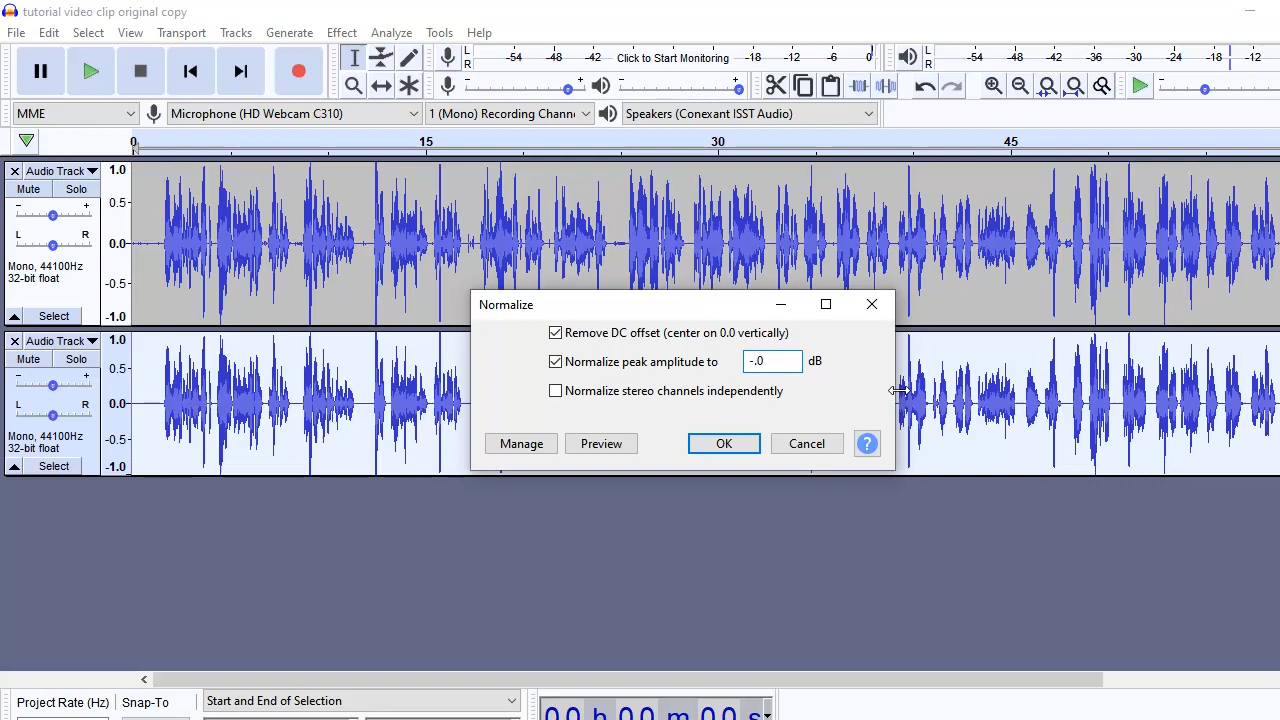 tutorial video clip original copy
File Edit Select View Transport Tracks Generate Effect Analyze Tools Help
L R -54 -48 -42 Click to Start Monitoring -12 -6 0 L R -54 -48 -42 -36 -30 -24 -18 -12
- + - + -
MME Microphone (HD Webcam C310) 1 (Mono) Recording Chann Speakers (Conexant ISST Audio)
0 15 30 45
Audio Track 1.0
Mute Solo
- + 0.5-
L R 0.0-
Mono, 44100Hz
32-bit float -0.5-
Select -1.0
Normalize
Remove DC offset (center on 0.0 vertically)
Audio Track 1.0
Mute Solo
Normalize peak amplitude to -.0 dB
- + 0.5-
Normalize stereo channels independently
L R 0.0-
Mono, 44100Hz -0.5-
32-bit float
Manage Preview OK Cancel ?
Select -1.0
Project Rate (Hz) Snap-To Start and End of Selection
00 h 00 m 00 s